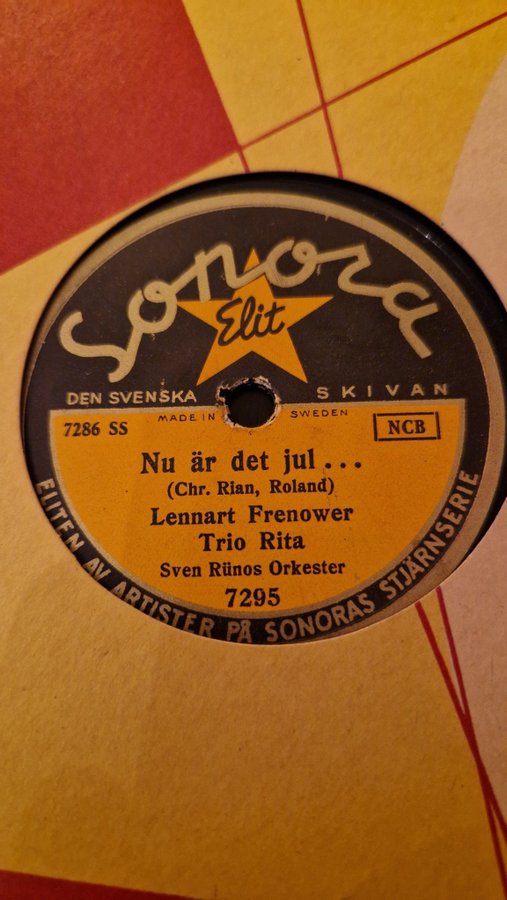 Sonora
Elit
DEN SVENSKA SKIVAN
MADE IN SWEDEN
7286 SS NCB
Nu är det jul...
(Chr. Rian, Roland)
Lennart Frenower
Trio Rita
Sven Rünos Orkester
7295
ELITEN AV ARTISTER PÅ SONORAS STJÄRNSERIE